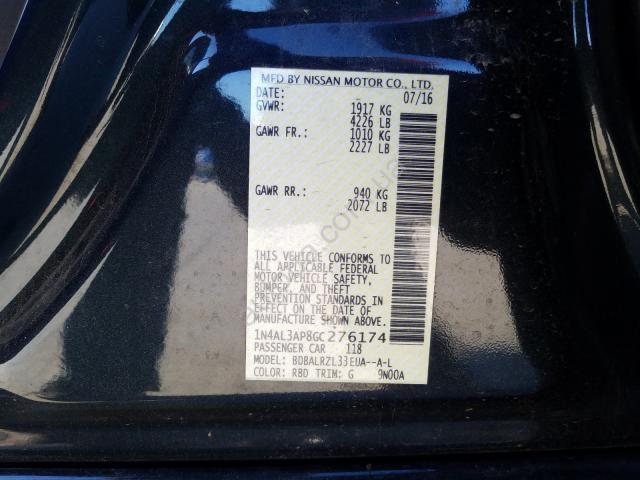 MFD BY NISSAN MOTOR CO., LTD.
DATE: 07/16
GVWR: 1917 KG
4226 LB
GAWR FR.: 1010 KG
2227 LB
GAWR RR.: 940 KG
2072 LB
THIS VEHICLE CONFORMS TO
ALL APPLICABLE FEDERAL
MOTOR VEHICLE SAFETY,
BUMPER, AND THEFT
PREVENTION STANDARDS IN
EFFECT ON THE DATE OF
MANUFACTURE SHOWN ABOVE.
1N4AL3AP8GC276174
PASSENGER CAR 118
MODEL: BDBALRZL33EUA--A-L
COLOR: RBD TRIM: G 9N00A